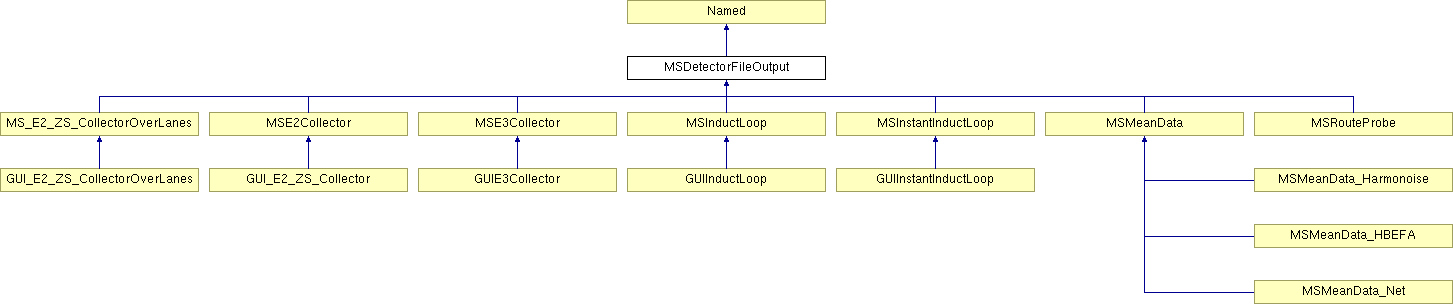 Named
MSDetectorFileOutput
MS_E2_ZS_CollectorOverLanes
MSE2Collector
MSE3Collector
MSInductLoop
MSInstantInductLoop
MSMeanData
MSRouteProbe
GUI_E2_ZS_CollectorOverLanes
GUI_E2_ZS_Collector
GUIE3Collector
GUIInductLoop
GUIInstantInductLoop
MSMeanData_Harmonoise
MSMeanData_HBEFA
MSMeanData_Net